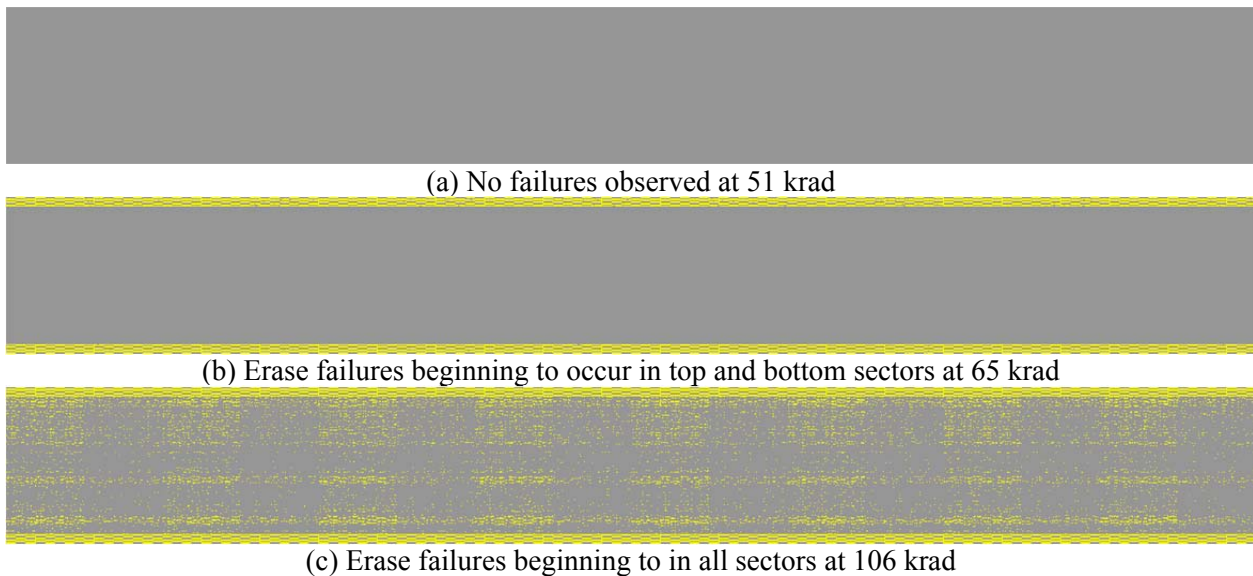 (a) No failures observed at 51 krad
(b) Erase failures beginning to occur in top and bottom sectors at 65 krad
(c) Erase failures beginning to in all sectors at 106 krad